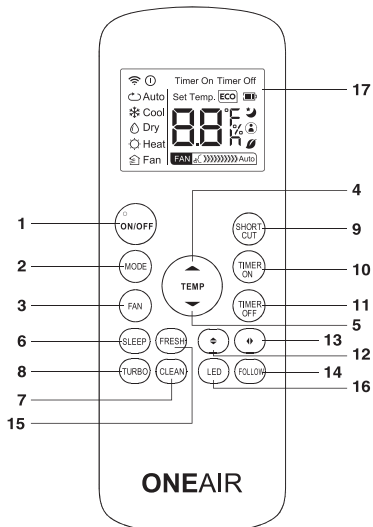 Timer On Timer Off
Auto Set Temp. ECO
Cool
Dry
Heat
Fan
88 °F % h
FAN Auto
17
4
1 ON/OFF
SHORT CUT 9
2 MODE
TEMP
TIMER ON 10
3 FAN
TIMER OFF 11
5
6 SLEEP FRESH
13
12
8 TURBO CLEAN LED FOLLOW 14
7
16
15
ONEAIR